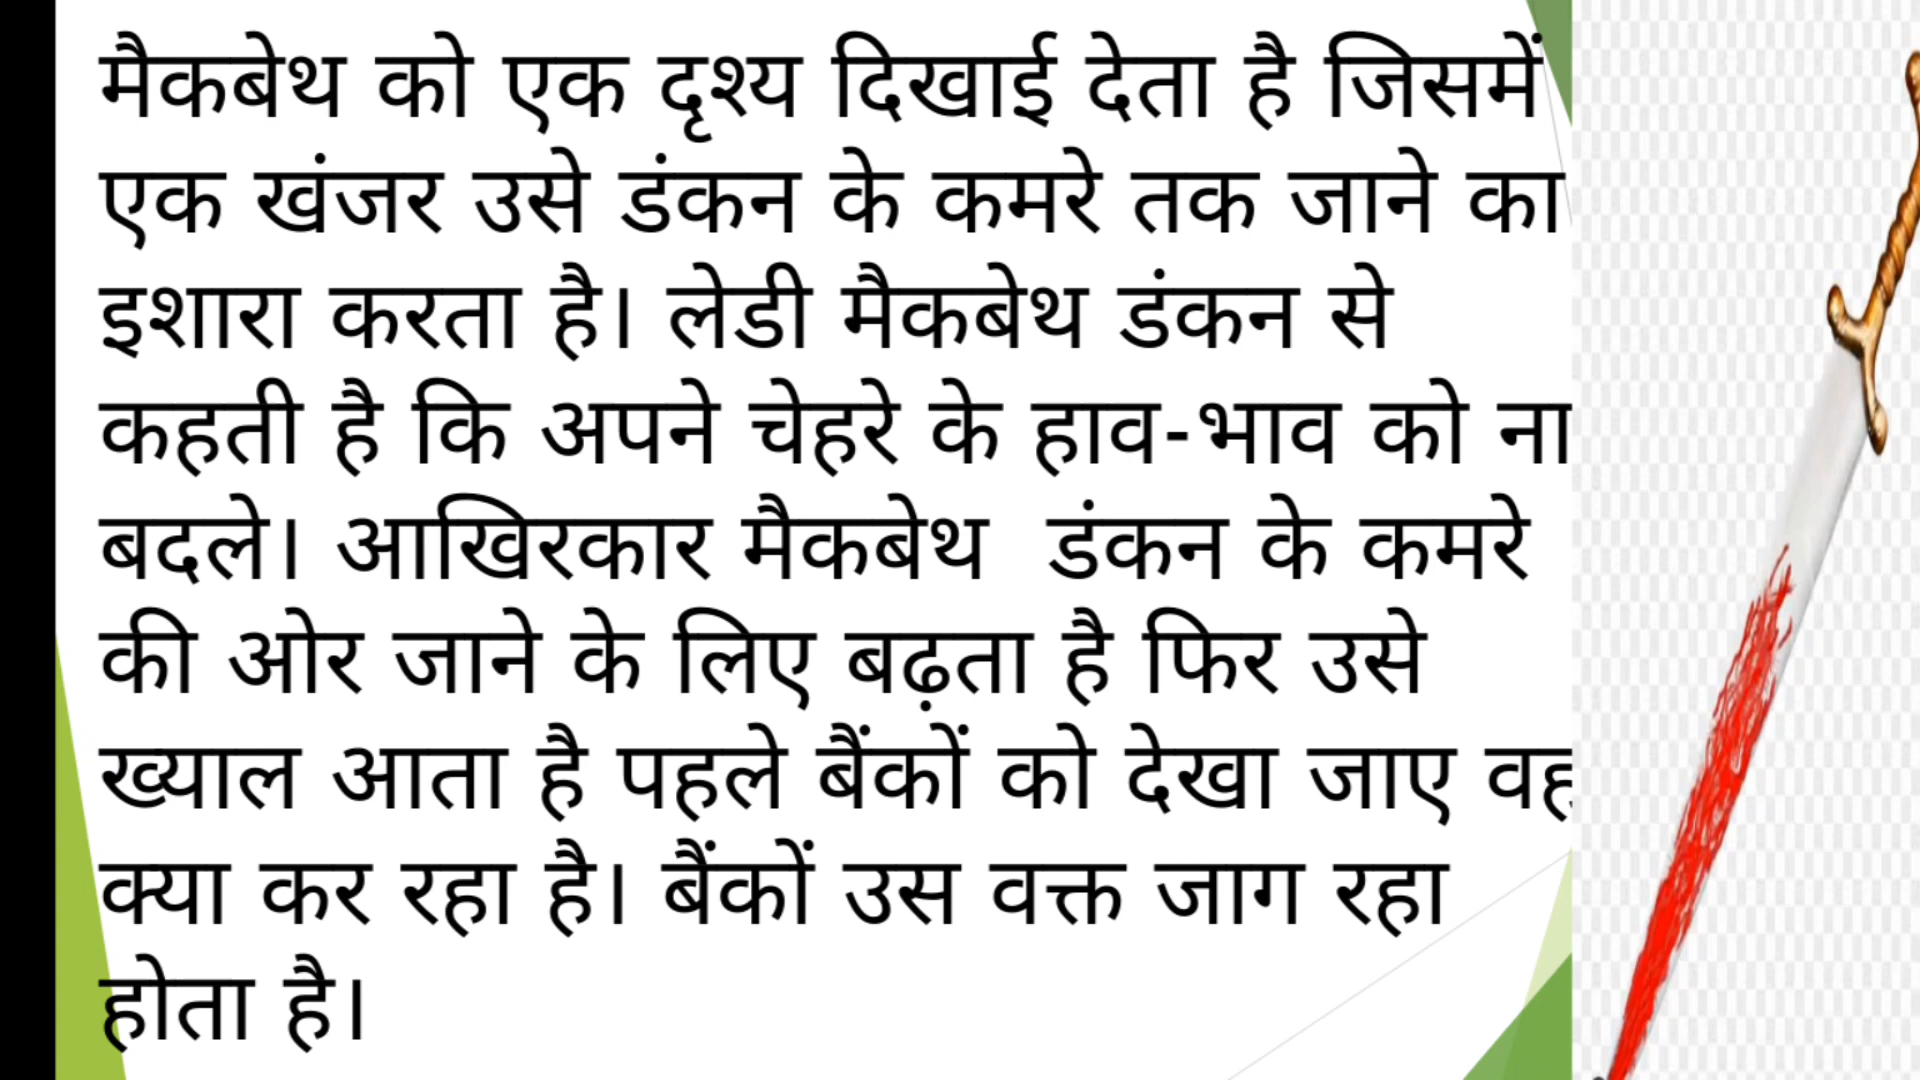 मैकबेथ को एक दृश्य दिखाई देता है जिसमें
एक खंजर उसे डंकन के कमरे तक जाने का
इशारा करता है। लेडी मैकबेथ डंकन से
कहती है कि अपने चेहरे के हाव-भाव को ना
बदले। आखिरकार मैकबेथ  डंकन के कमरे
की ओर जाने के लिए बढ़ता है फिर उसे
ख्याल आता है पहले बैंकों को देखा जाए वह
क्या कर रहा है। बैंकों उस वक्त जाग रहा
होता है।